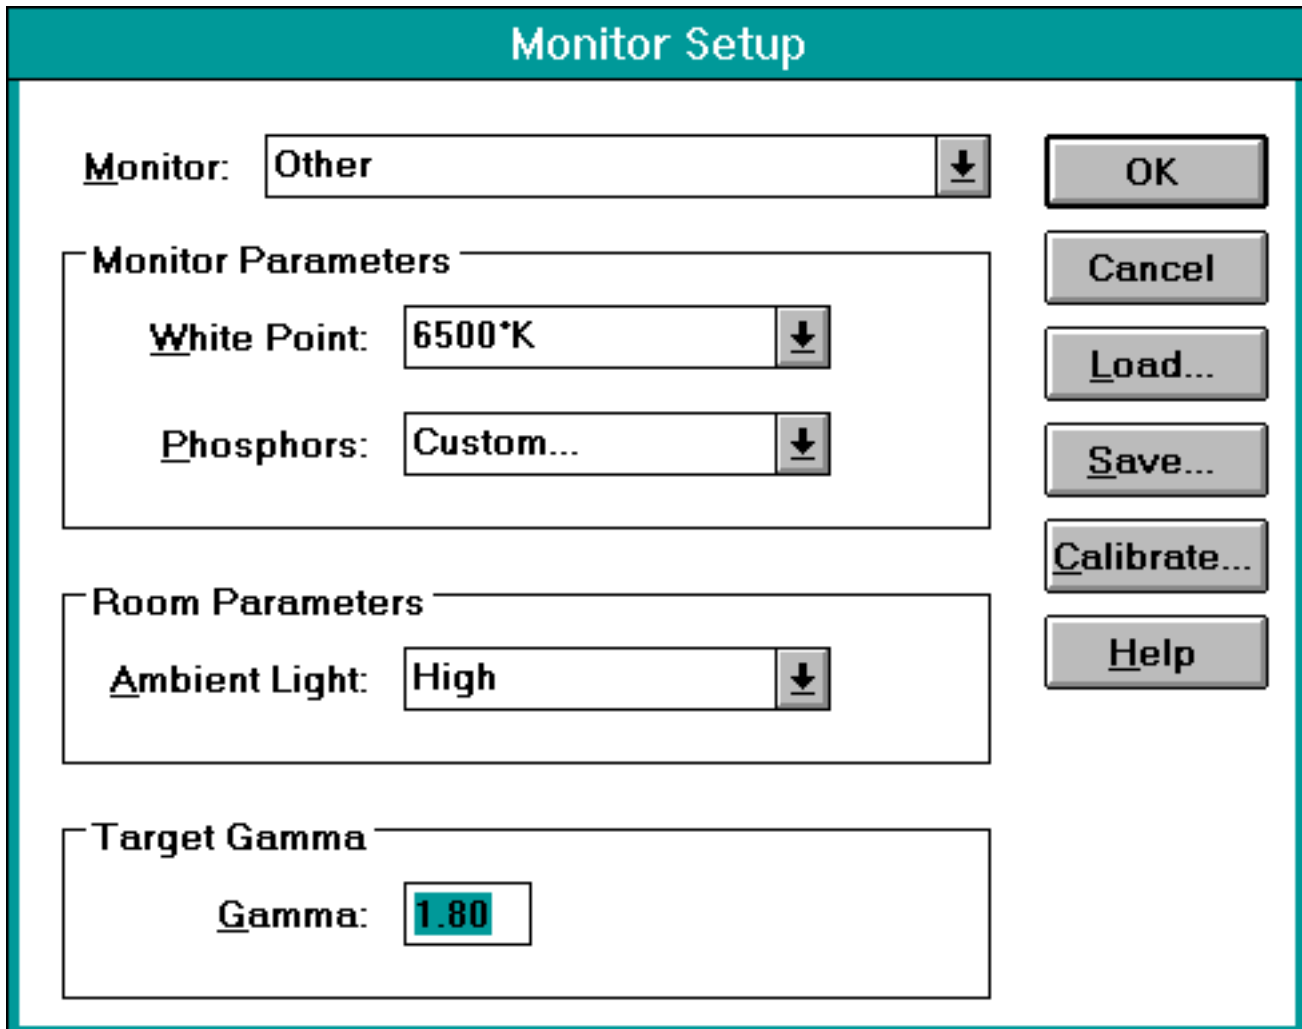 Monitor Setup
Monitor: Other
OK
Monitor Parameters
Cancel
White Point: 6500°K
Load...
Phosphors: Custom...
Save...
Calibrate...
Room Parameters
Ambient Light: High
Help
Target Gamma
Gamma: 1.80